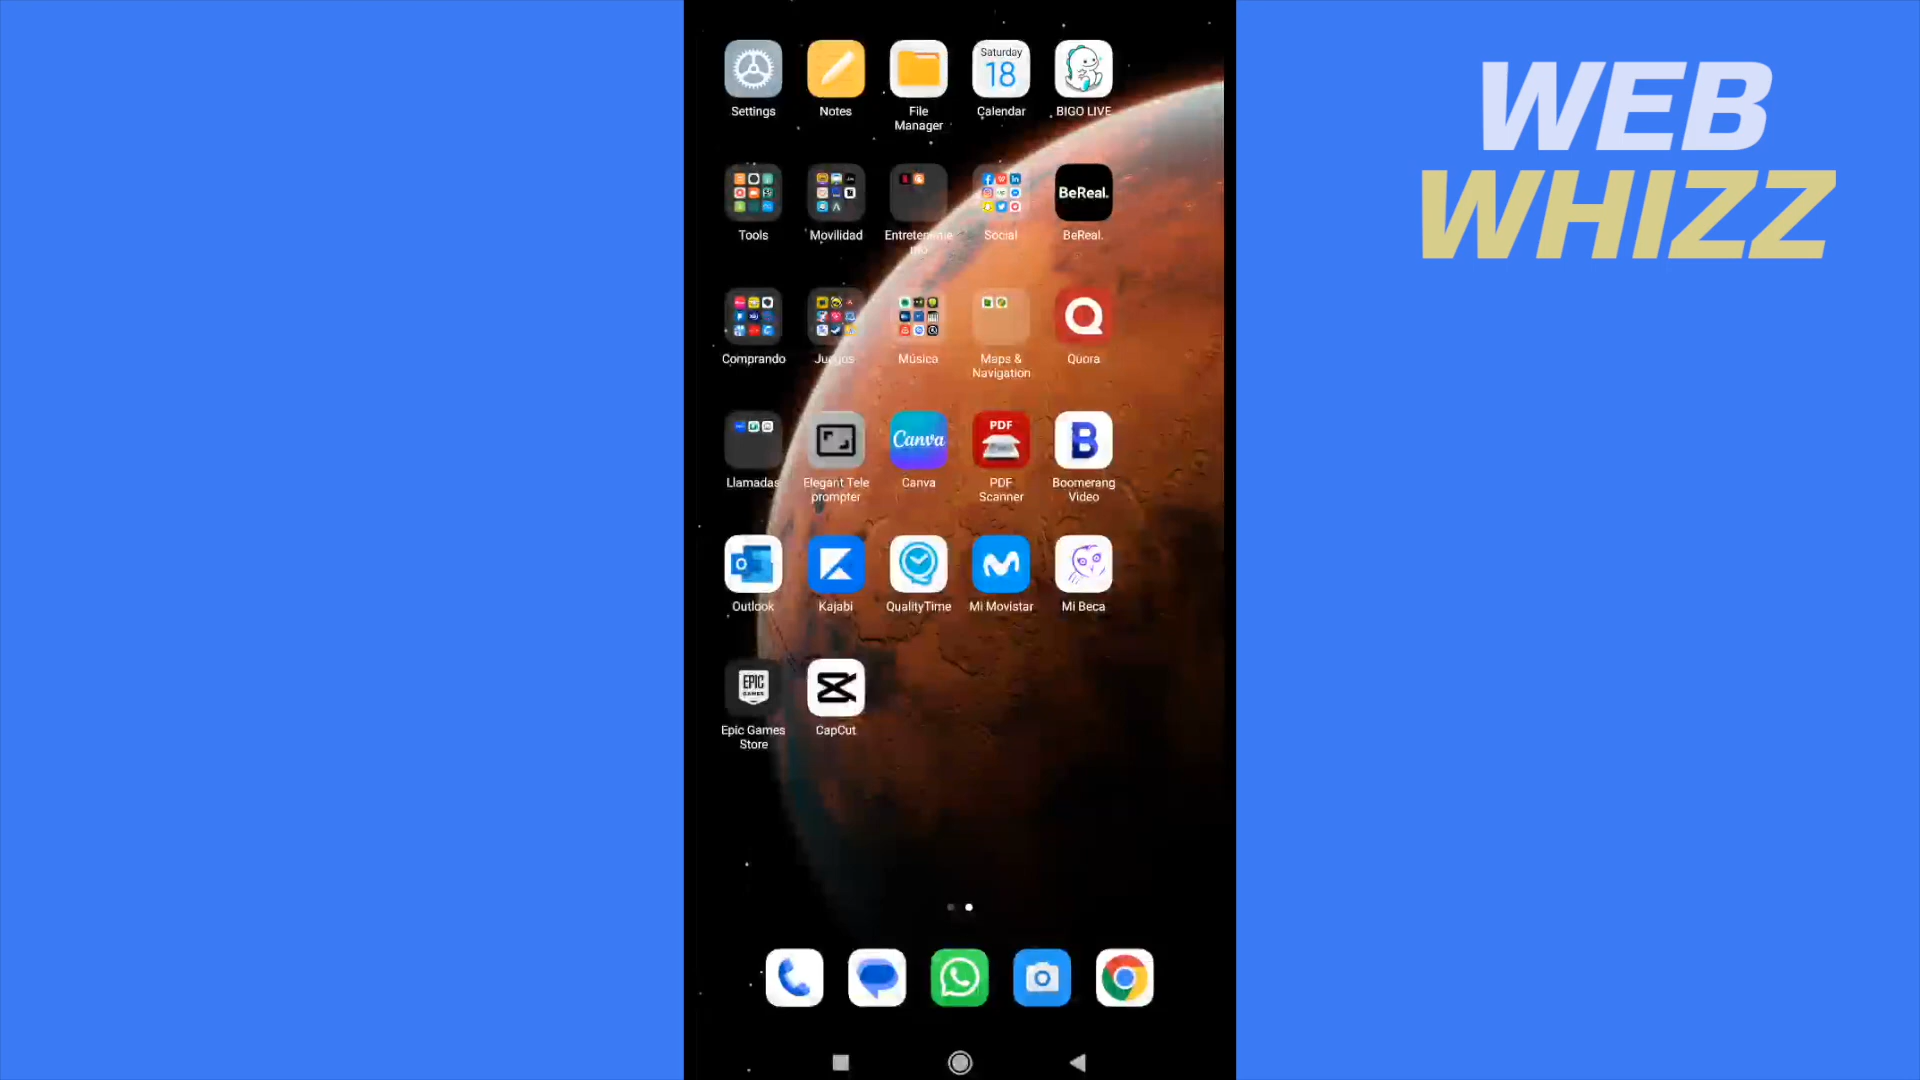 WEB
WHIZZ
Saturday
18
Settings
Notes
File
Manager
Calendar
BIGO LIVE
BeReal.
Tools
Movilidad
Social
BeReal.
Comprando
Juegos
Música
Maps &
Navigation
Quora
Canva
PDF
B
Llamadas
Elegant Tele
prompter
Canva
PDF
Scanner
Boomerang
Video
Outlook
Kajabi
QualityTime
Mi Movistar
Mi Beca
EPIC
GAMES
Epic Games
Store
CapCut